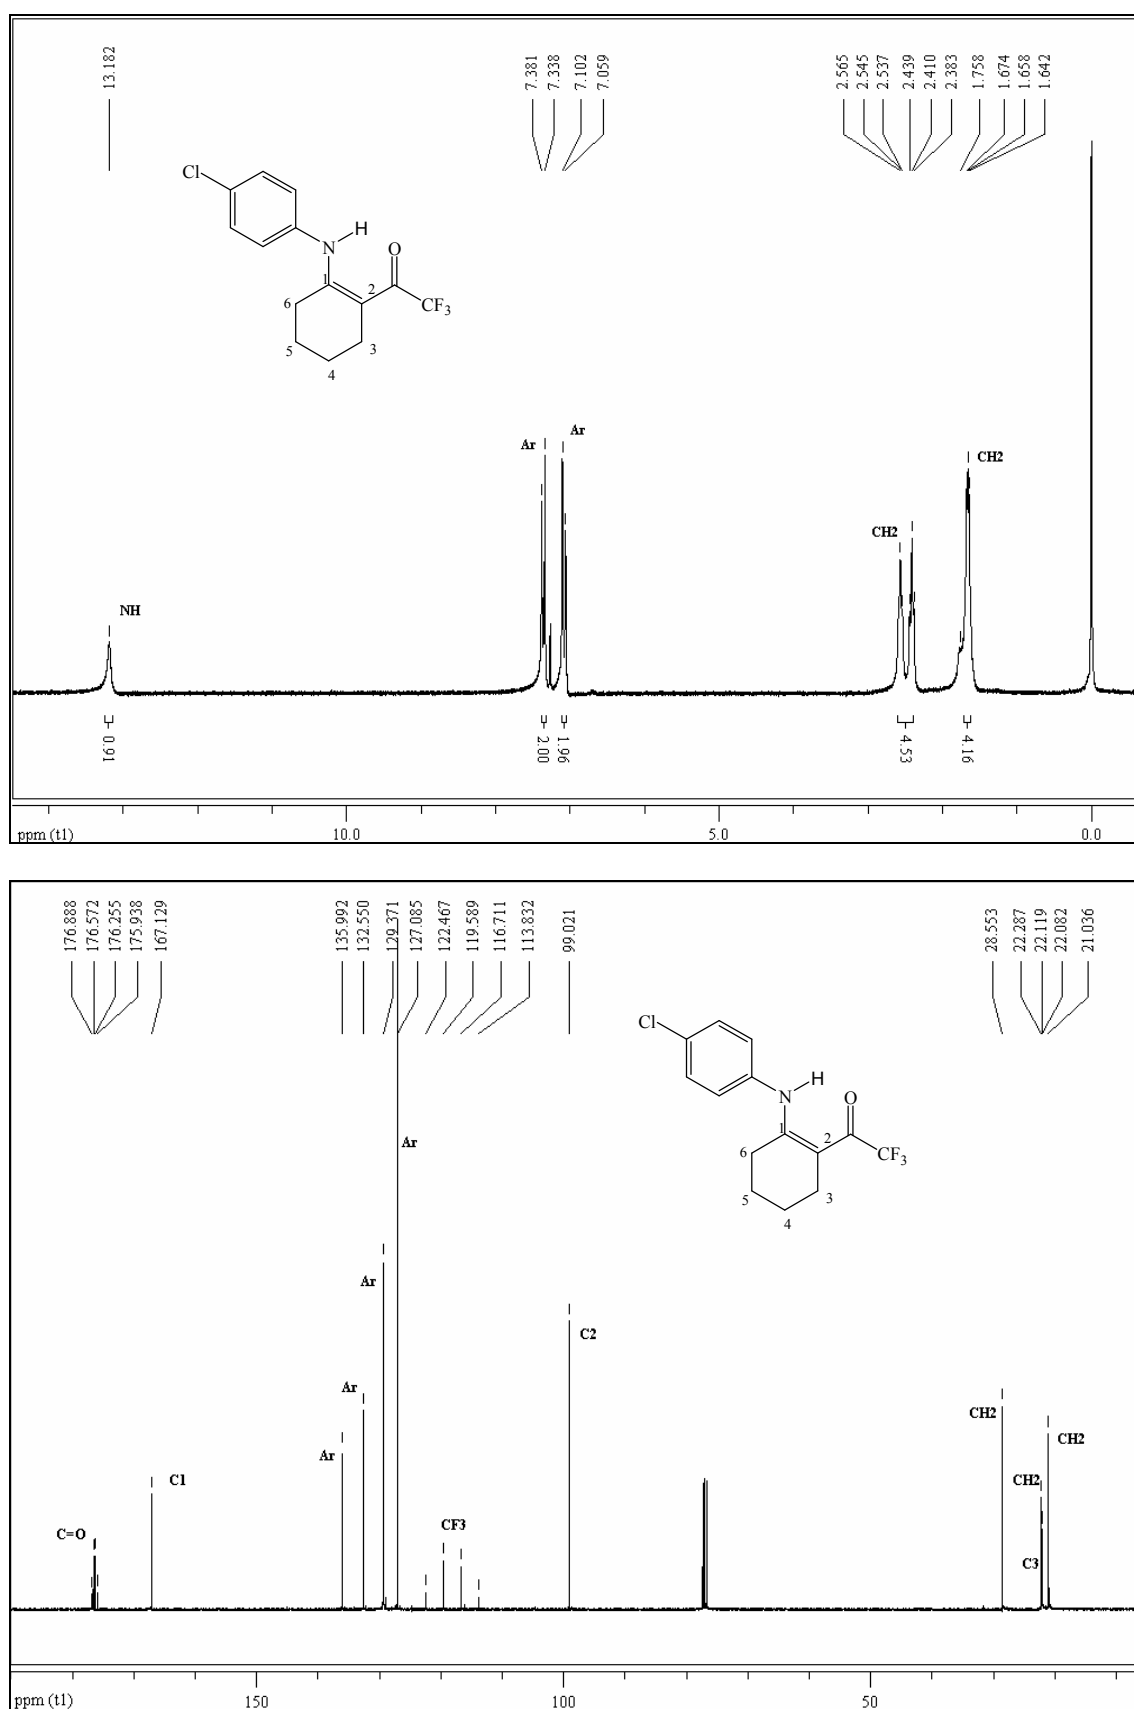 13.182
7.381
7.338
7.102
7.059
2.565
2.545
2.537
2.439
2.410
2.383
1.758
1.674
1.658
1.642
Cl
N
H
O
1
2
CF3
6
5
4
3
Ar
Ar
CH2
CH2
NH
0.91
2.00
1.96
4.53
4.16
ppm (t1)
10.0
5.0
0.0
176.888
176.572
176.255
175.938
167.129
135.992
132.550
129.371
127.085
122.467
119.589
116.711
113.832
99.021
28.553
22.287
22.119
22.082
21.036
Cl
N
H
O
1
2
CF3
6
5
4
3
Ar
Ar
Ar
Ar
C2
CH2
CH2
CH2
C1
CF3
C=O
C3
ppm (t1)
150
100
50